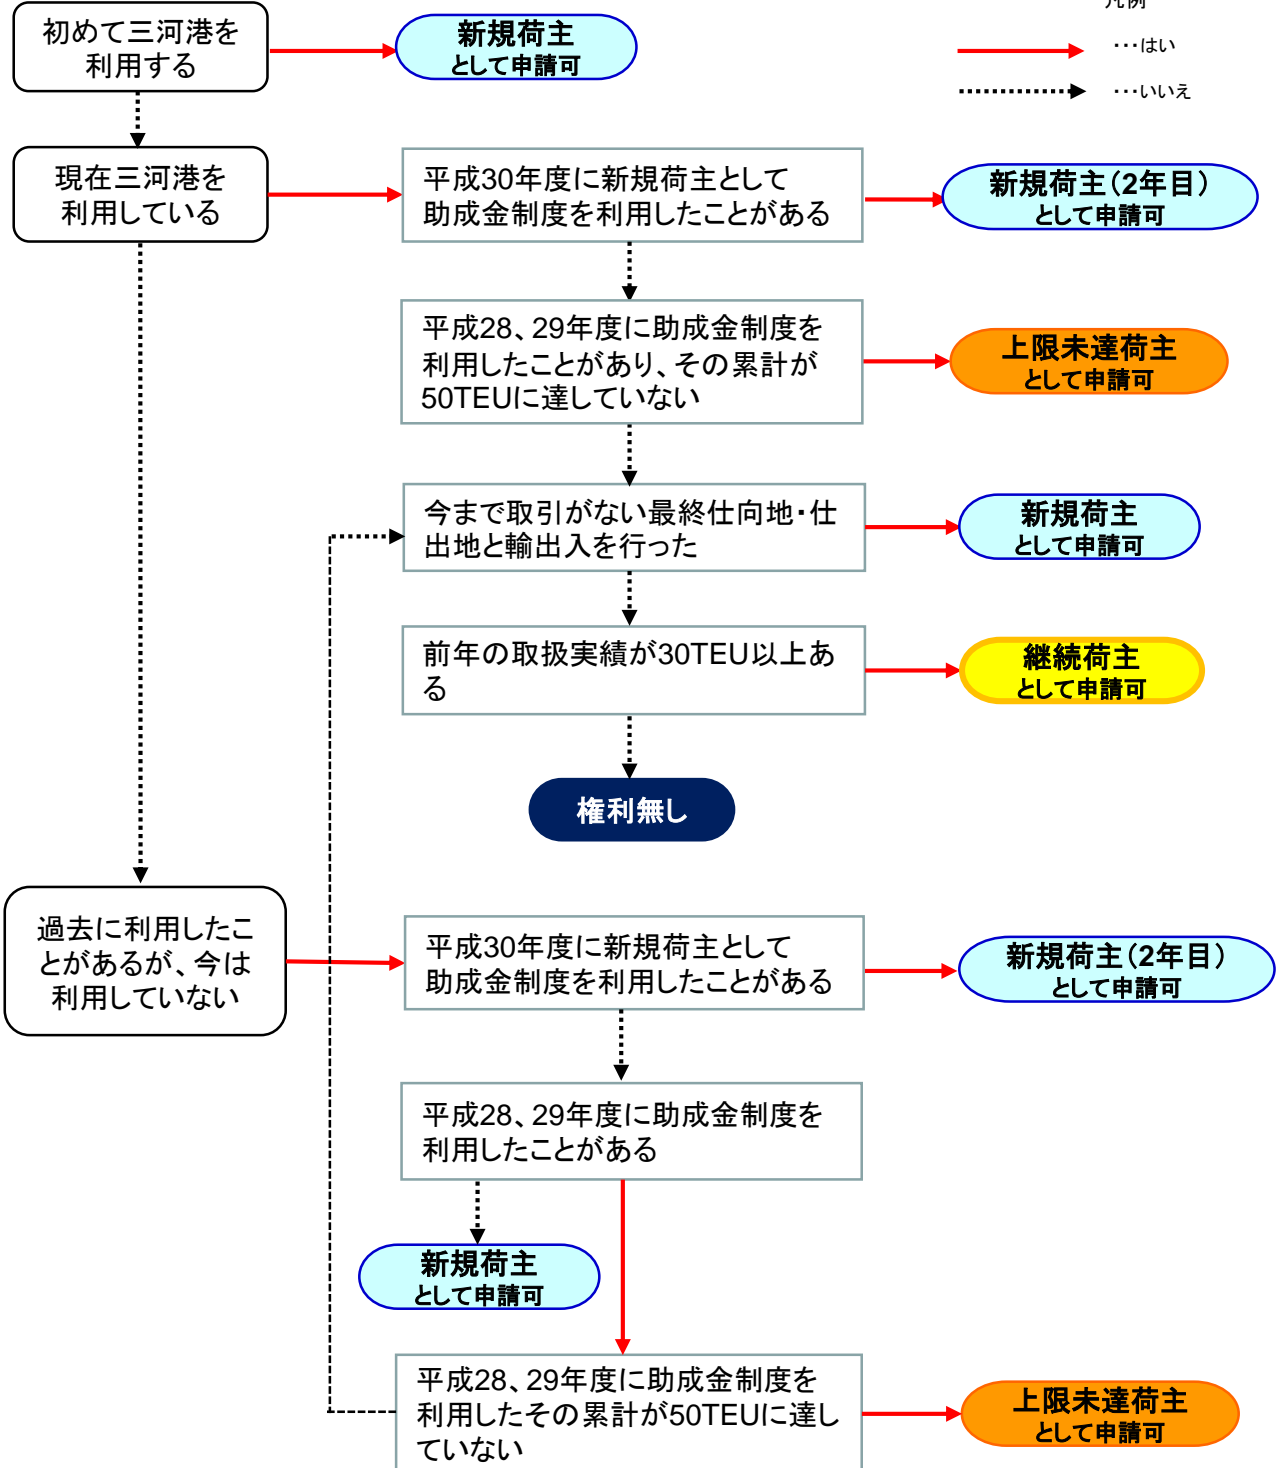 凡例
初めて三河港を
利用する
新規荷主
として申請可
・・・はい
・・・いいえ
現在三河港を
利用している
平成30年度に新規荷主として
助成金制度を利用したことがある
新規荷主(2年目)
として申請可
平成28、29年度に助成金制度を
利用したことがあり、その累計が
50TEUに達していない
上限未達荷主
として申請可
今まで取引がない最終仕向地・仕
出地と輸出入を行った
新規荷主
として申請可
前年の取扱実績が30TEU以上あ
る
継続荷主
として申請可
権利無し
過去に利用したこ
とがあるが、今は
利用していない
平成30年度に新規荷主として
助成金制度を利用したことがある
新規荷主(2年目)
として申請可
平成28、29年度に助成金制度を
利用したことがある
新規荷主
として申請可
平成28、29年度に助成金制度を
利用したその累計が50TEUに達し
ていない
上限未達荷主
として申請可